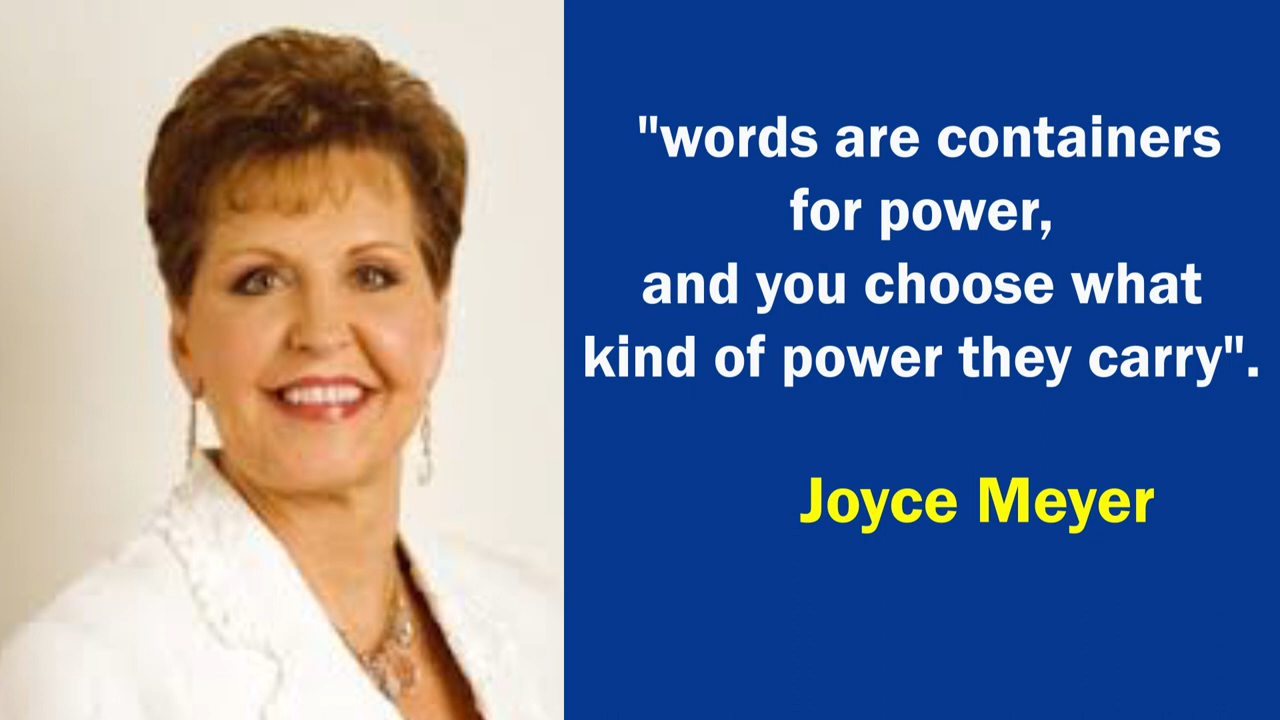 "words are containers
for power,
and you choose what
kind of power they carry".
Joyce Meyer